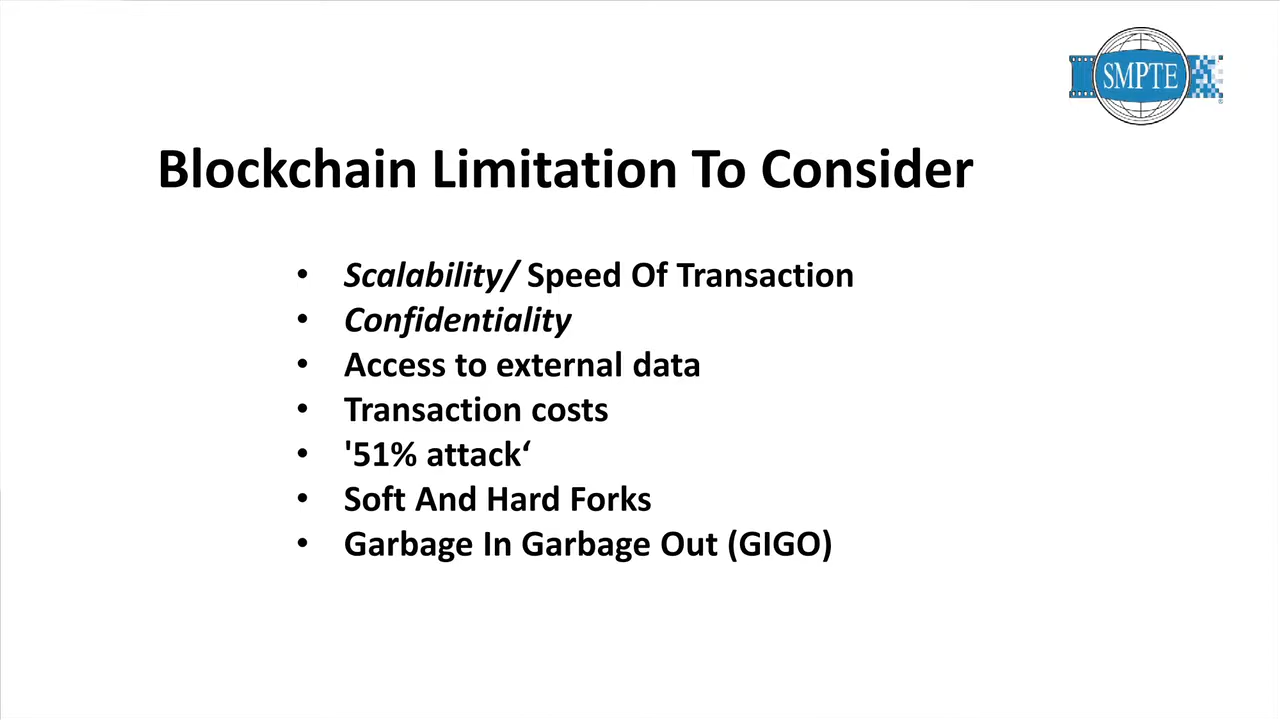 SMPTE
Blockchain Limitation To Consider
• Scalability/ Speed Of Transaction
• Confidentiality
• Access to external data
• Transaction costs
• '51% attack‘
• Soft And Hard Forks
• Garbage In Garbage Out (GIGO)